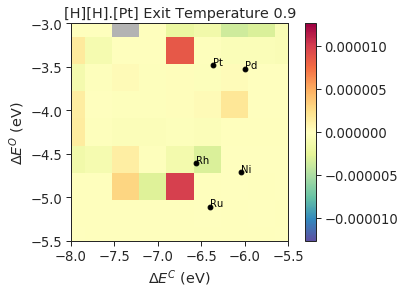 [H][H].[Pt] Exit Temperature 0.9
−3.0
−3.5
−4.0
−4.5
−5.0
−5.5
ΔE^O (eV)
−8.0 −7.5 −7.0 −6.5 −6.0 −5.5
ΔE^C (eV)
Pt
Pd
Rh
Ni
Ru
0.000010
0.000005
0.000000
−0.000005
−0.000010